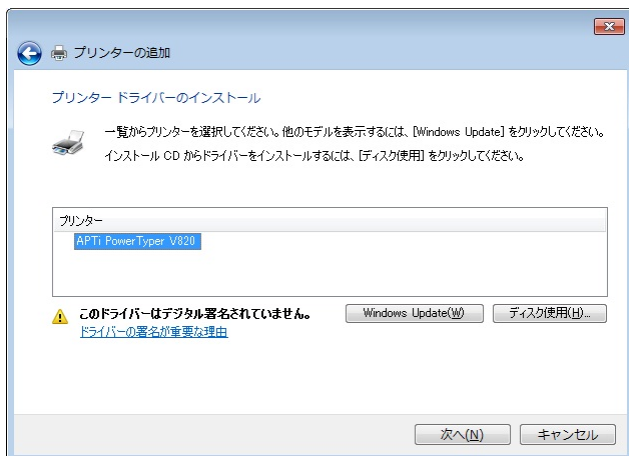 プリンターの追加
プリンター ドライバーのインストール
一覧からプリンターを選択してください。他のモデルを表示するには、[Windows Update] をクリックしてください。
インストール CD からドライバーをインストールするには、[ディスク使用] をクリックしてください。
プリンター
APTi PowerTyper V820
このドライバーはデジタル署名されていません。
Windows Update(W)
ディスク使用(H)...
ドライバーの署名が重要な理由
次へ(N)
キャンセル